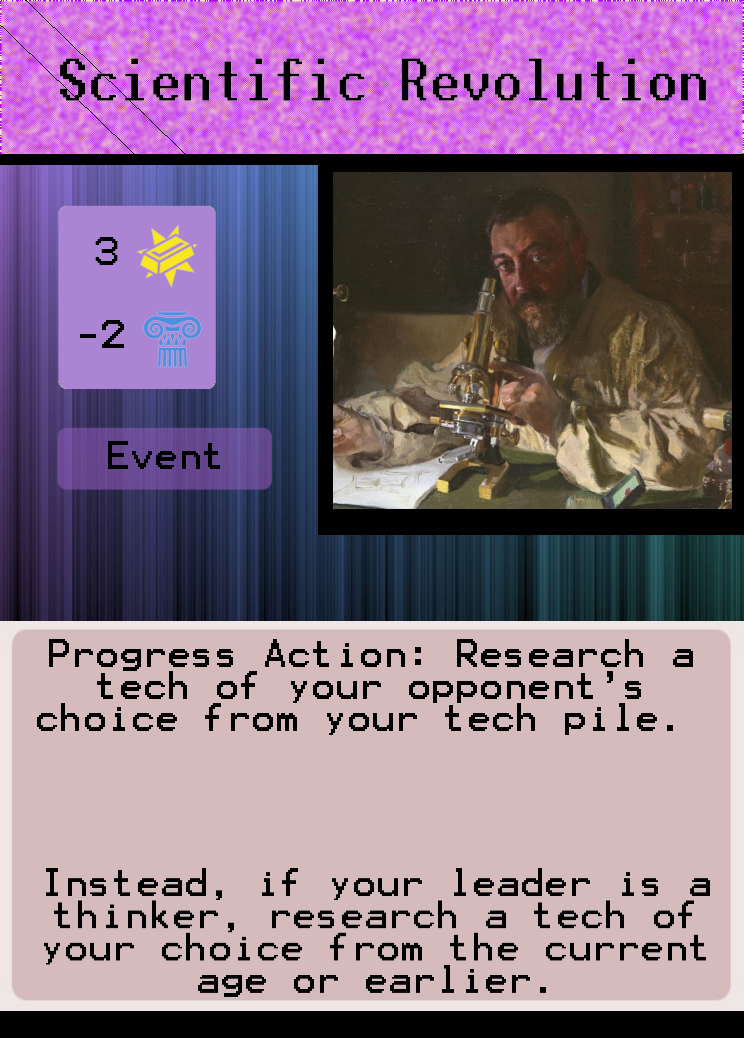 Scientific Revolution
3
-2
Event
Progress Action: Research a
tech of your opponent's
choice from your tech pile.
Instead, if your leader is a
thinker, research a tech of
your choice from the current
age or earlier.